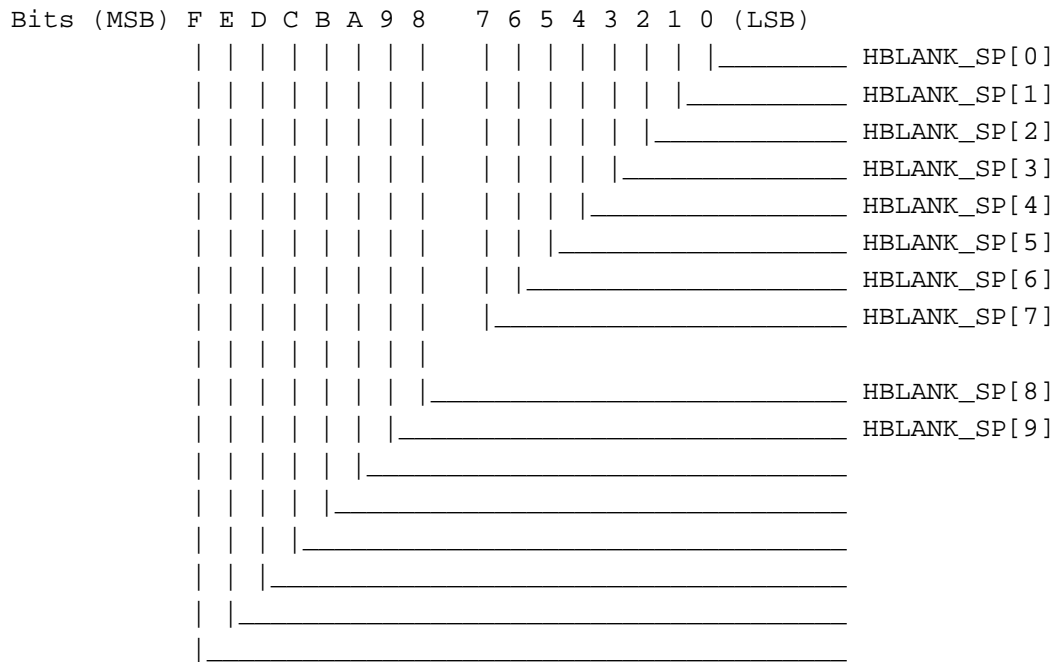 Bits (MSB) F E D C B A 9 8 7 6 5 4 3 2 1 0 (LSB)
HBLANK_SP[0]
HBLANK_SP[1]
HBLANK_SP[2]
HBLANK_SP[3]
HBLANK_SP[4]
HBLANK_SP[5]
HBLANK_SP[6]
HBLANK_SP[7]
HBLANK_SP[8]
HBLANK_SP[9]